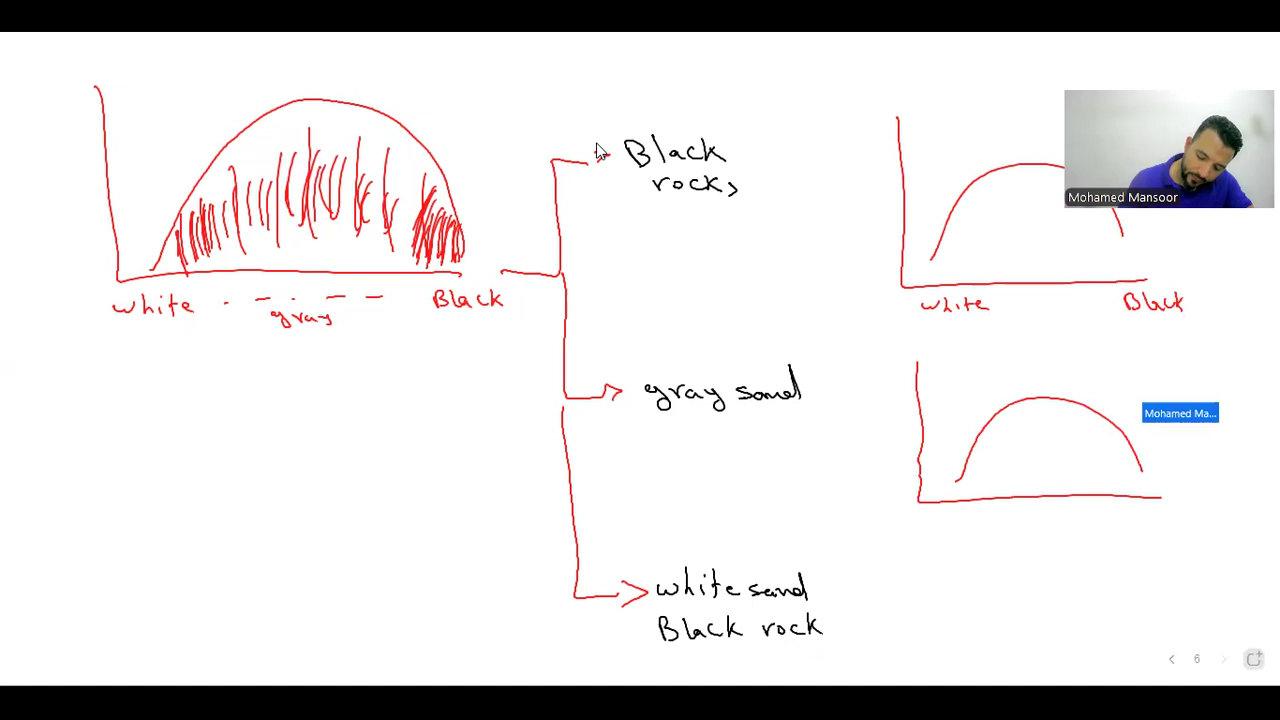 White
gray
Black
Black
rocks
gray sand
white sand
Black rock
White
Black
Mohamed Mansoor
Mohamed Ma...
6